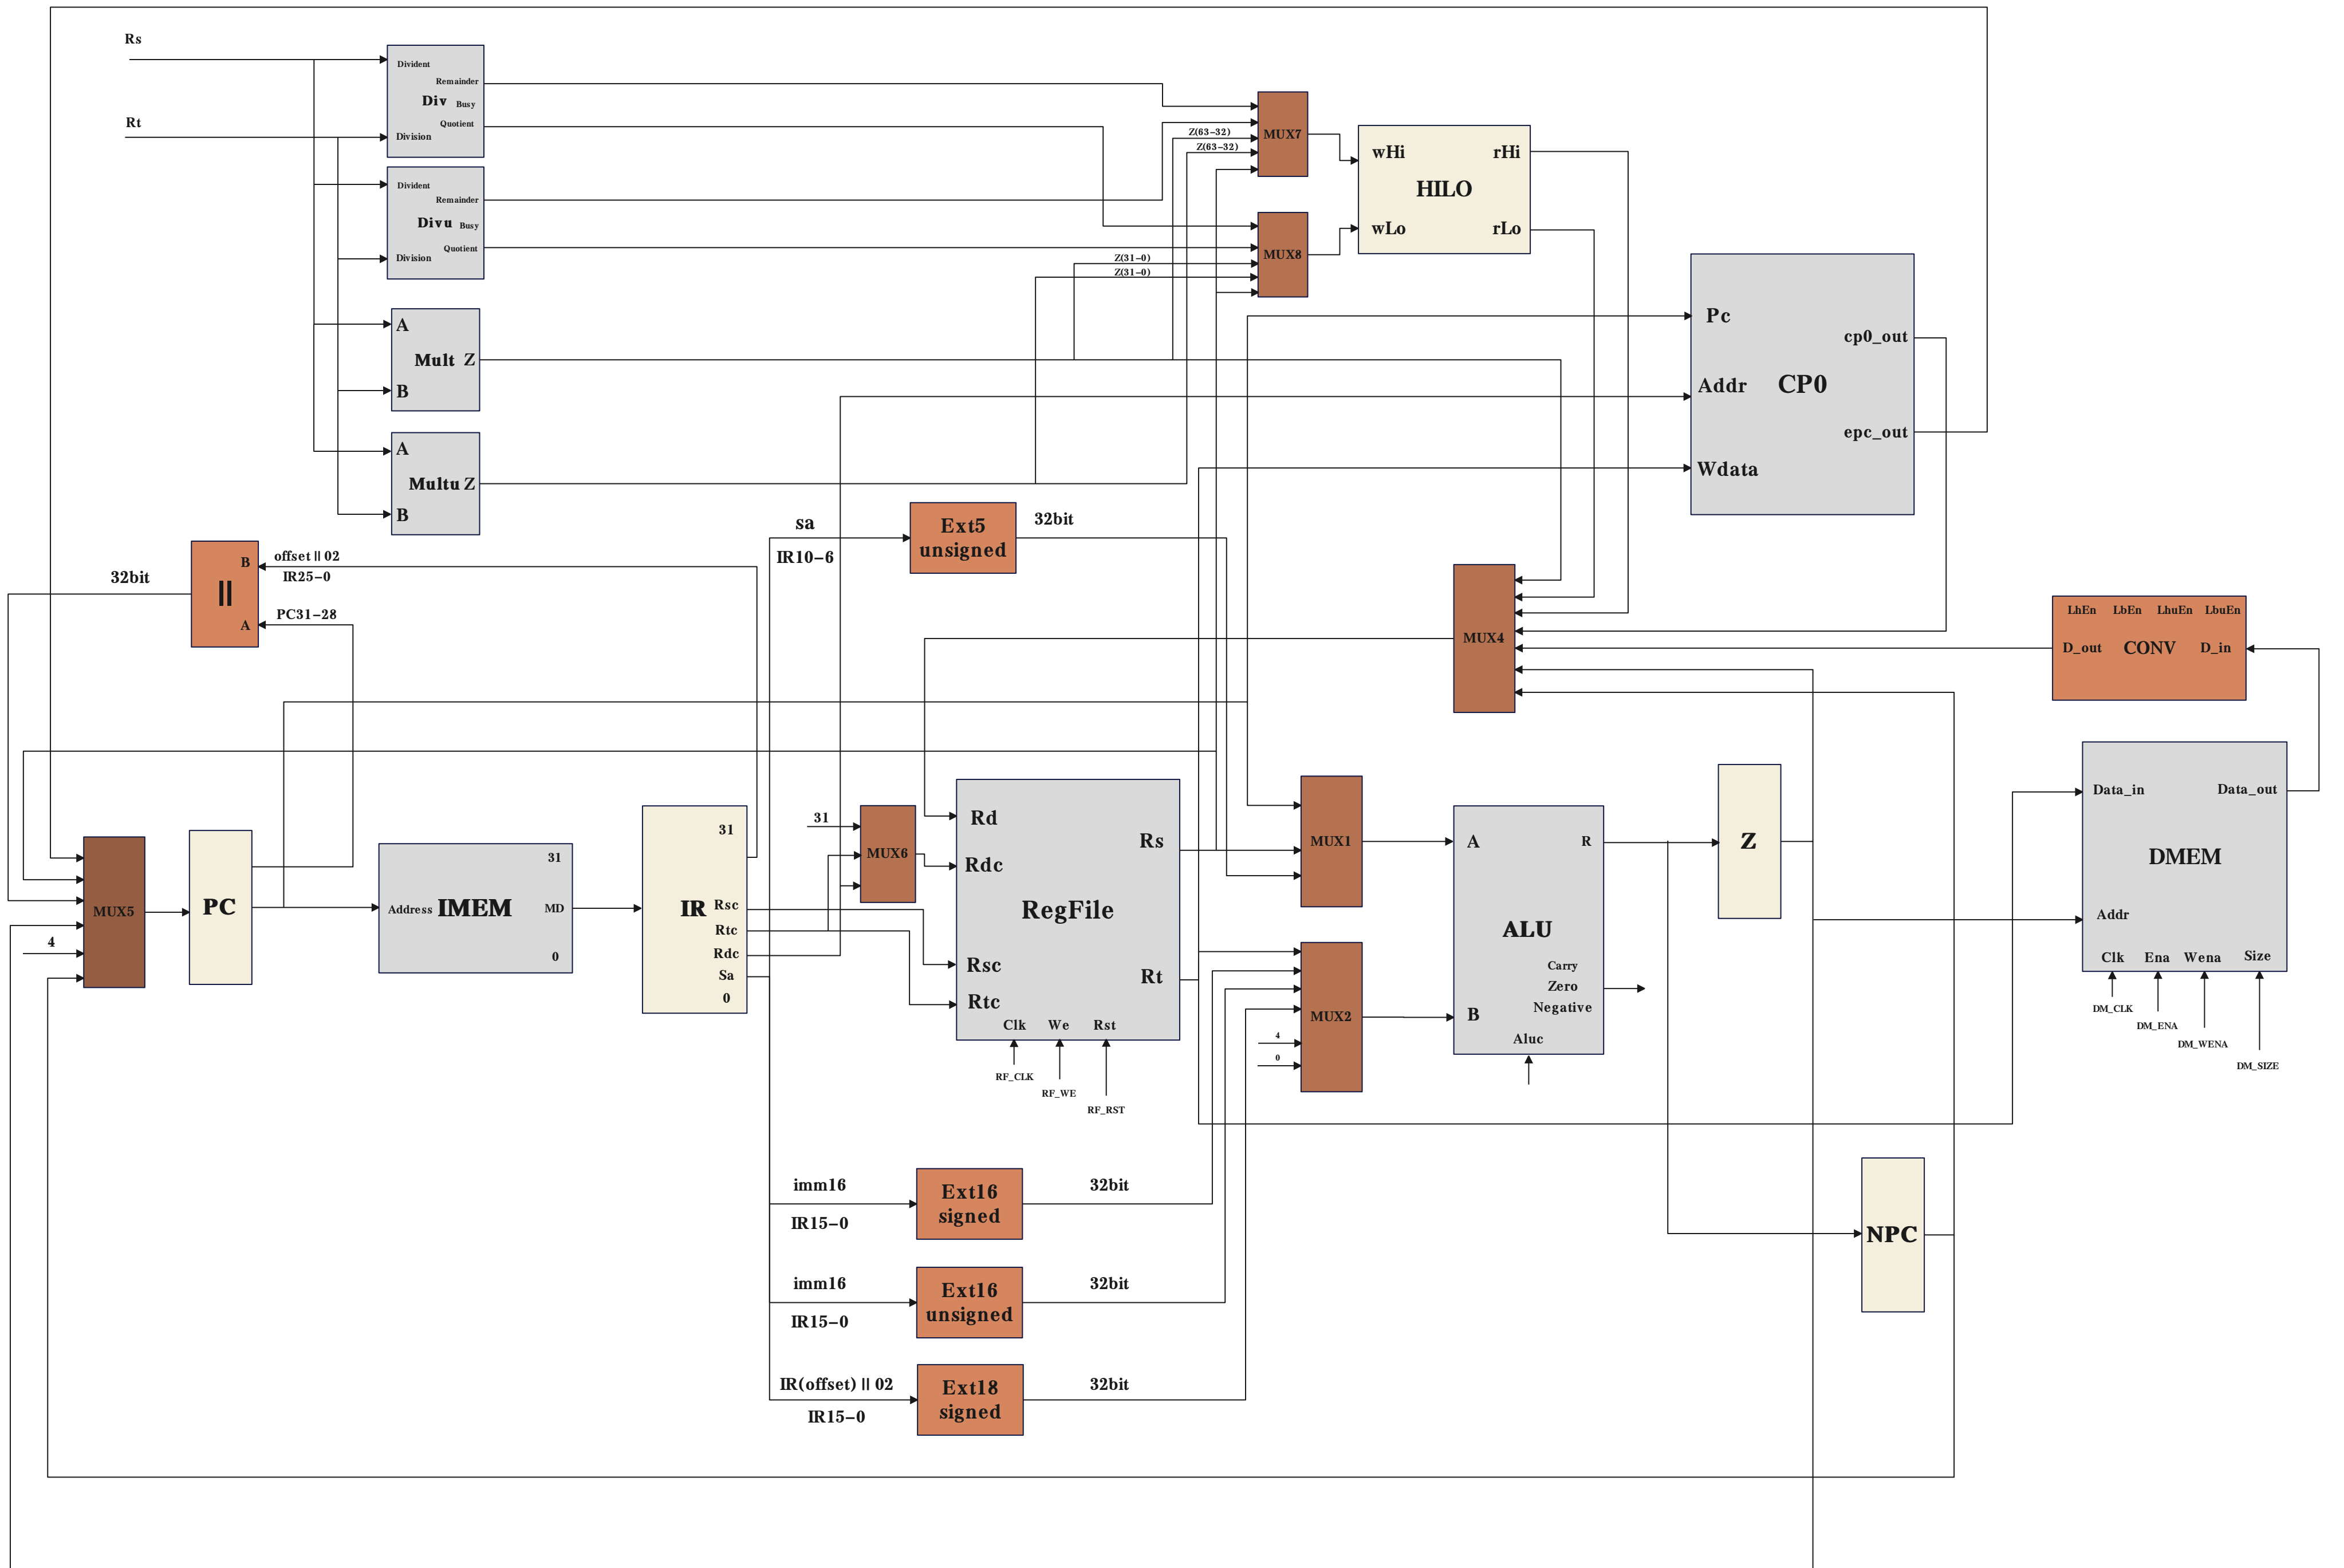 Rs
Rt
Divident
Remainder
Div Busy
Quotient
Division
Divident
Remainder
Divu Busy
Quotient
Division
A
Mult Z
B
A
Multu Z
B
Z(63-32)
Z(63-32)
MUX7
Z(31-0)
Z(31-0)
MUX8
wHi rHi
HILO
wLo rLo
Pc
cp0_out
Addr CP0
epc_out
Wdata
sa
IR10-6
Ext5
unsigned
32bit
32bit
B
||
A
offset || 02
IR25-0
PC31-28
MUX4
LhEn LbEn LhuEn LbuEn
D_out CONV D_in
4
MUX5
PC
31
Address IMEM MD
0
31
IR Rsc
Rtc
Rdc
Sa
0
31
MUX6
Rd
Rs
Rdc
RegFile
Rsc
Rt
Rtc
Clk We Rst
RF_CLK
RF_WE
RF_RST
MUX1
MUX2
4
0
A R
ALU
Carry
Zero
Negative
B
Aluc
Z
Data_in Data_out
DMEM
Addr
Clk Ena Wena Size
DM_CLK
DM_ENA
DM_WENA
DM_SIZE
NPC
imm16
IR15-0
Ext16
signed
32bit
imm16
IR15-0
Ext16
unsigned
32bit
IR(offset) || 02
IR15-0
Ext18
signed
32bit